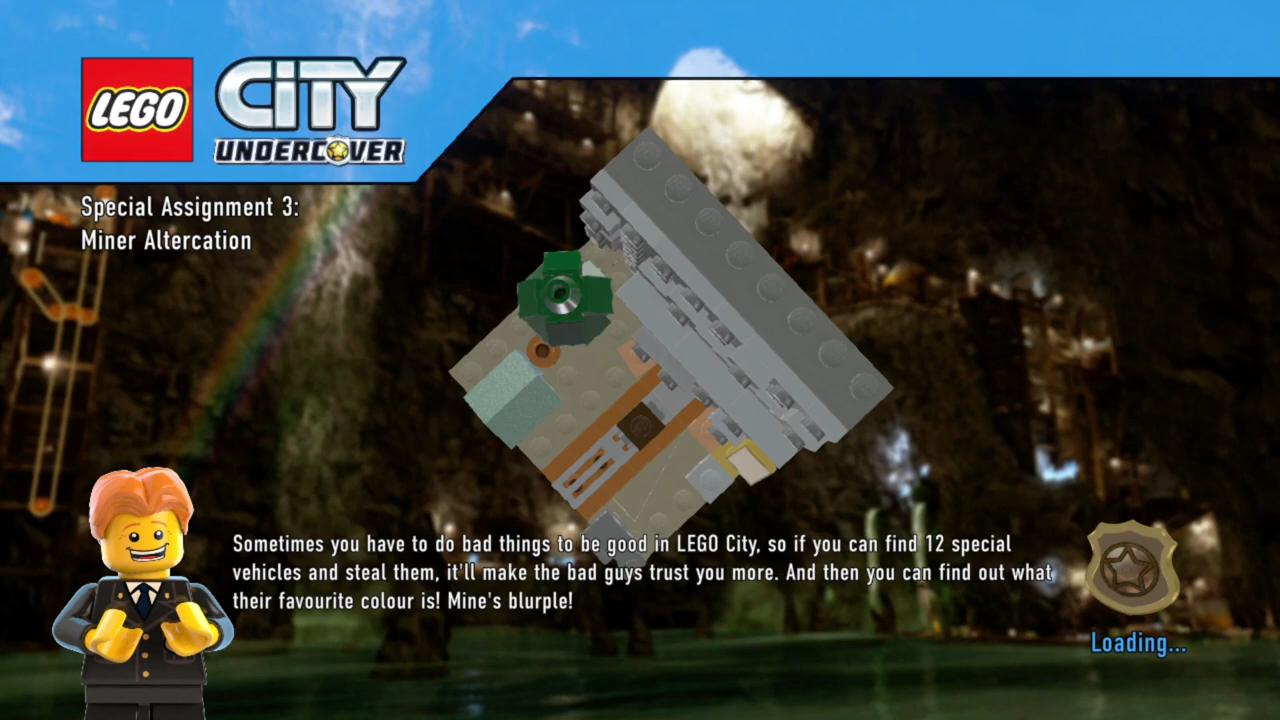 LEGO
CITY
UNDERCOVER
Special Assignment 3:
Miner Altercation
Sometimes you have to do bad things to be good in LEGO City, so if you can find 12 special
vehicles and steal them, it'll make the bad guys trust you more. And then you can find out what
their favourite colour is! Mine's blurple!
Loading...